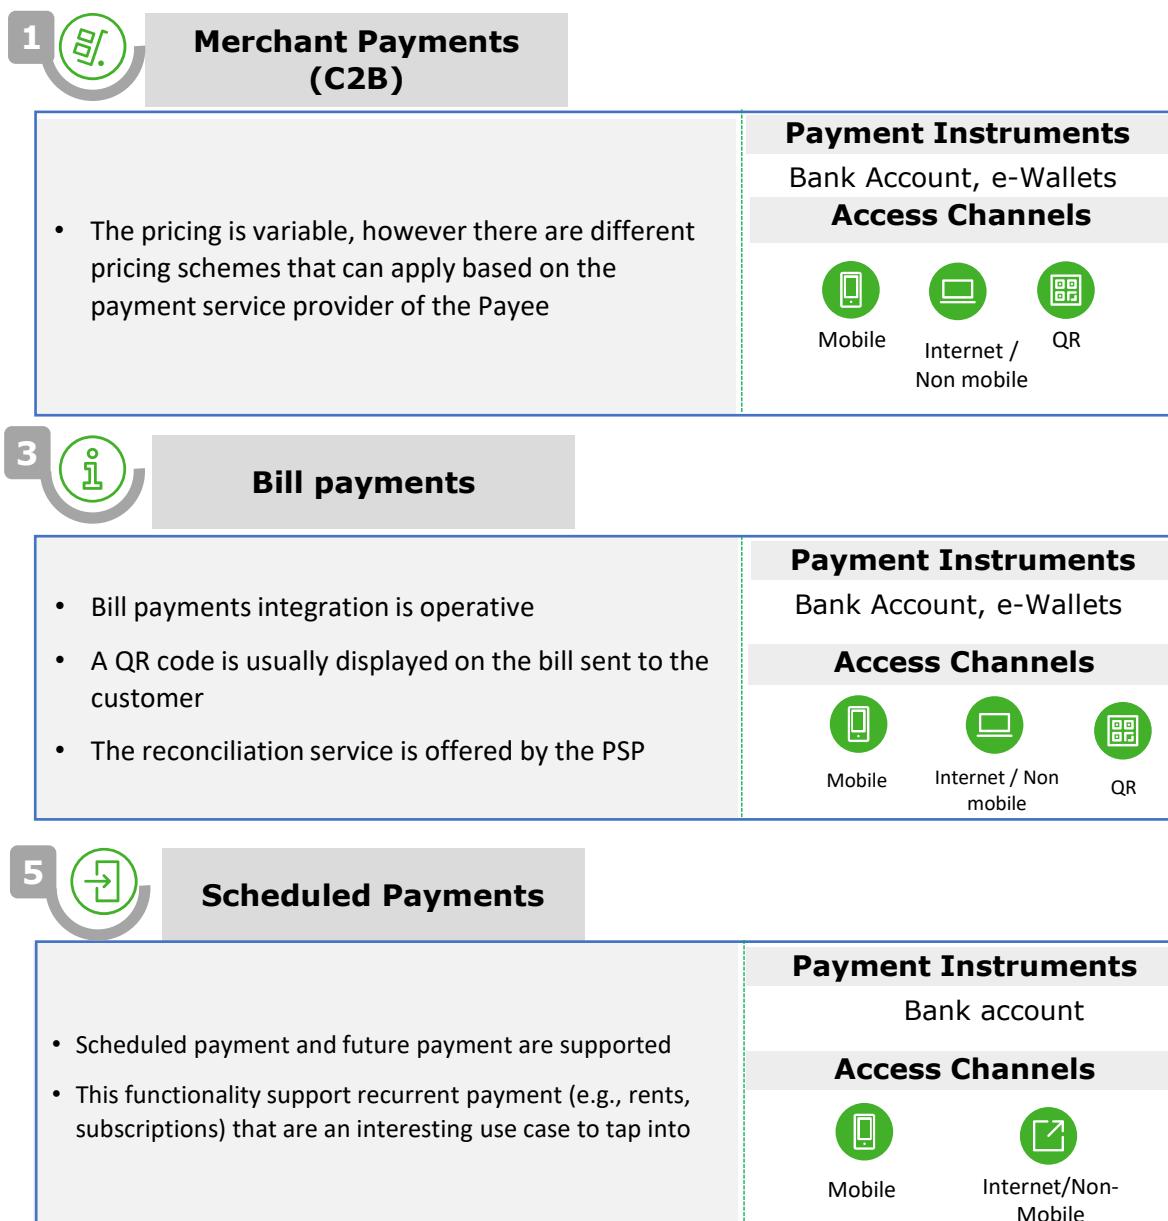 1
Merchant Payments
(C2B)
• The pricing is variable, however there are different
pricing schemes that can apply based on the
payment service provider of the Payee
Payment Instruments
Bank Account, e-Wallets
Access Channels
Mobile
Internet /
Non mobile
QR
3
Bill payments
• Bill payments integration is operative
• A QR code is usually displayed on the bill sent to the
customer
• The reconciliation service is offered by the PSP
Payment Instruments
Bank Account, e-Wallets
Access Channels
Mobile
Internet / Non
mobile
QR
5
Scheduled Payments
• Scheduled payment and future payment are supported
• This functionality support recurrent payment (e.g., rents,
subscriptions) that are an interesting use case to tap into
Payment Instruments
Bank account
Access Channels
Mobile
Internet/Non-
Mobile